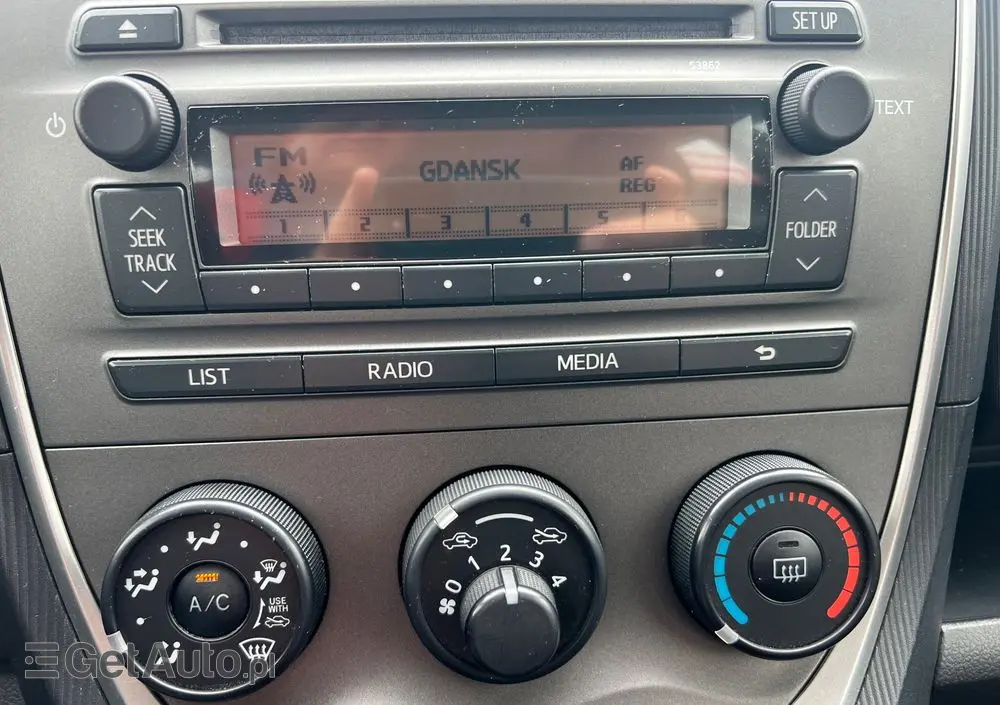 SET UP
53862
TEXT
FM
GDANSK
AF
REG
1 2 3 4 5 6
SEEK
TRACK
FOLDER
LIST
RADIO
MEDIA
A/C
USE
WITH
0 1 2 3 4
GetAuto.pl